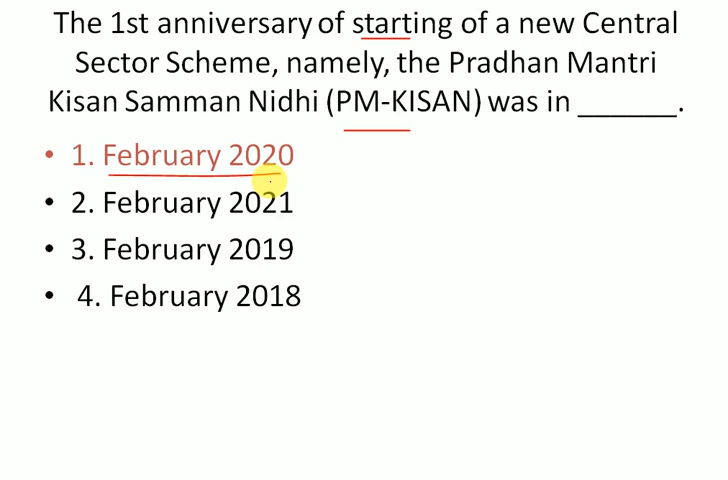 The 1st anniversary of starting of a new Central
Sector Scheme, namely, the Pradhan Mantri
Kisan Samman Nidhi (PM-KISAN) was in ______.
• 1. February 2020
• 2. February 2021
• 3. February 2019
• 4. February 2018